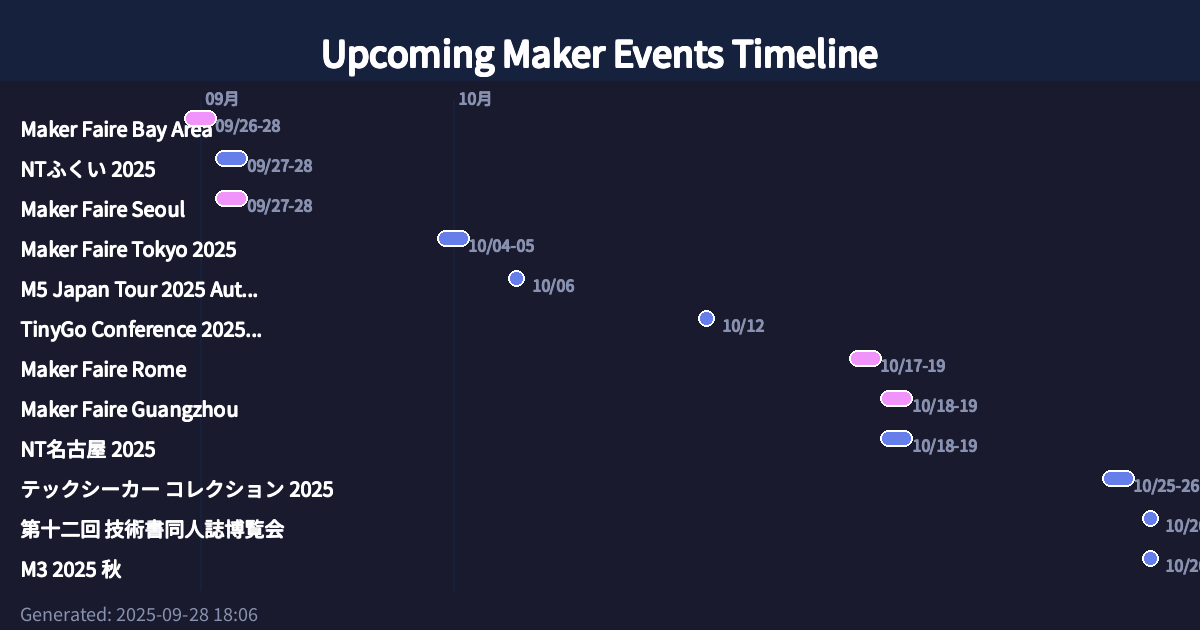 Upcoming Maker Events Timeline
09月 10月
Maker Faire Bay Area 09/26-28
NTふくい 2025 09/27-28
Maker Faire Seoul 09/27-28
Maker Faire Tokyo 2025 10/04-05
M5 Japan Tour 2025 Aut... 10/06
TinyGo Conference 2025... 10/12
Maker Faire Rome 10/17-19
Maker Faire Guangzhou 10/18-19
NT名古屋 2025 10/18-19
テックシーカー コレクション 2025 10/25-26
第十二回 技術書同人誌博覧会
M3 2025 秋
Generated: 2025-09-28 18:06